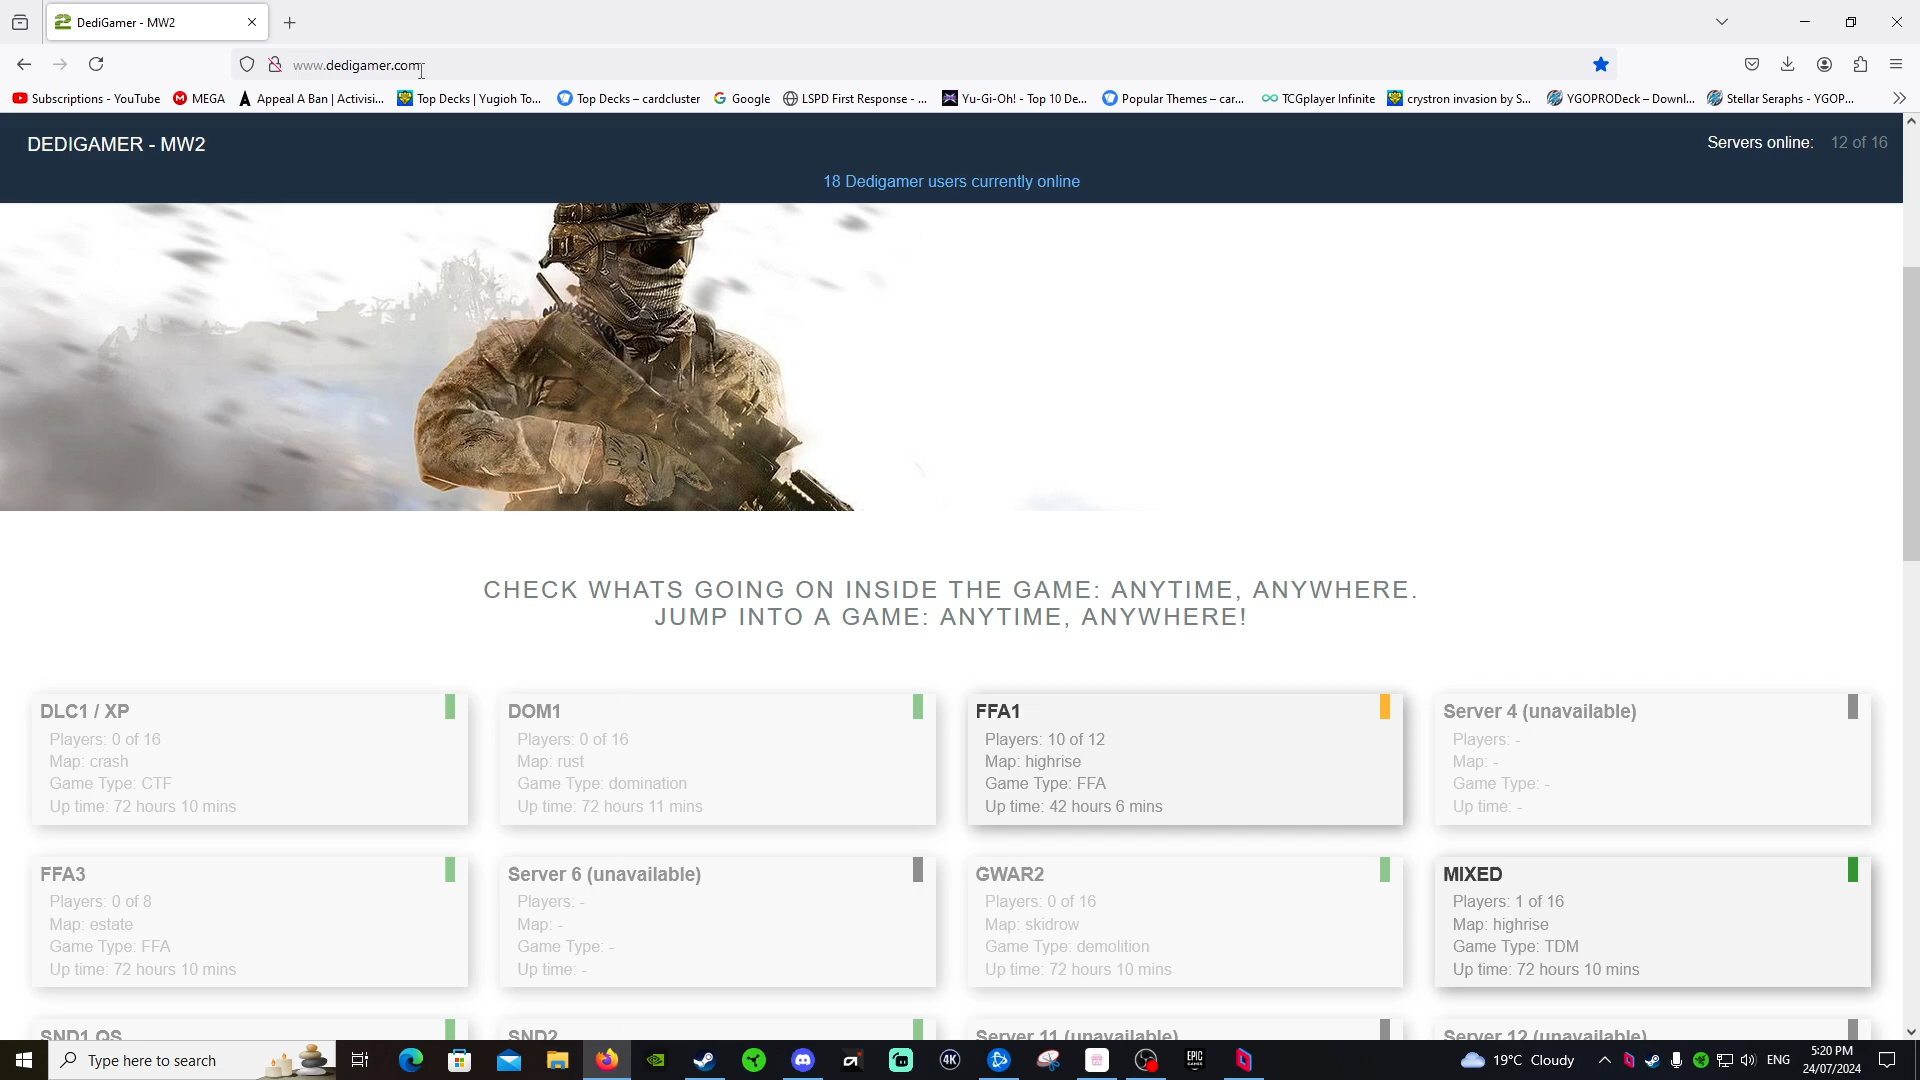 DediGamer - MW2
www.dedigamer.com
Subscriptions - YouTube
MEGA
Appeal A Ban | Activisi...
Top Decks | Yugioh To...
Top Decks – cardcluster
Google
LSPD First Response - ...
Yu-Gi-Oh! - Top 10 De...
Popular Themes – car...
TCGplayer Infinite
crystron invasion by S...
YGOPRODeck – Downl...
Stellar Seraphs - YGOP...
DEDIGAMER - MW2
Servers online: 12 of 16
18 Dedigamer users currently online
CHECK WHATS GOING ON INSIDE THE GAME: ANYTIME, ANYWHERE.
JUMP INTO A GAME: ANYTIME, ANYWHERE!
DLC1 / XP
Players: 0 of 16
Map: crash
Game Type: CTF
Up time: 72 hours 10 mins
DOM1
Players: 0 of 16
Map: rust
Game Type: domination
Up time: 72 hours 11 mins
FFA1
Players: 10 of 12
Map: highrise
Game Type: FFA
Up time: 42 hours 6 mins
Server 4 (unavailable)
Players: -
Map: -
Game Type: -
Up time: -
FFA3
Players: 0 of 8
Map: estate
Game Type: FFA
Up time: 72 hours 10 mins
Server 6 (unavailable)
Players: -
Map: -
Game Type: -
Up time: -
GWAR2
Players: 0 of 16
Map: skidrow
Game Type: demolition
Up time: 72 hours 10 mins
MIXED
Players: 1 of 16
Map: highrise
Game Type: TDM
Up time: 72 hours 10 mins
SND1 QS
SND2
Server 11 (unavailable)
Server 12 (unavailable)
Type here to search
4K
EPIC GAMES
19°C Cloudy
ENG
5:20 PM
24/07/2024